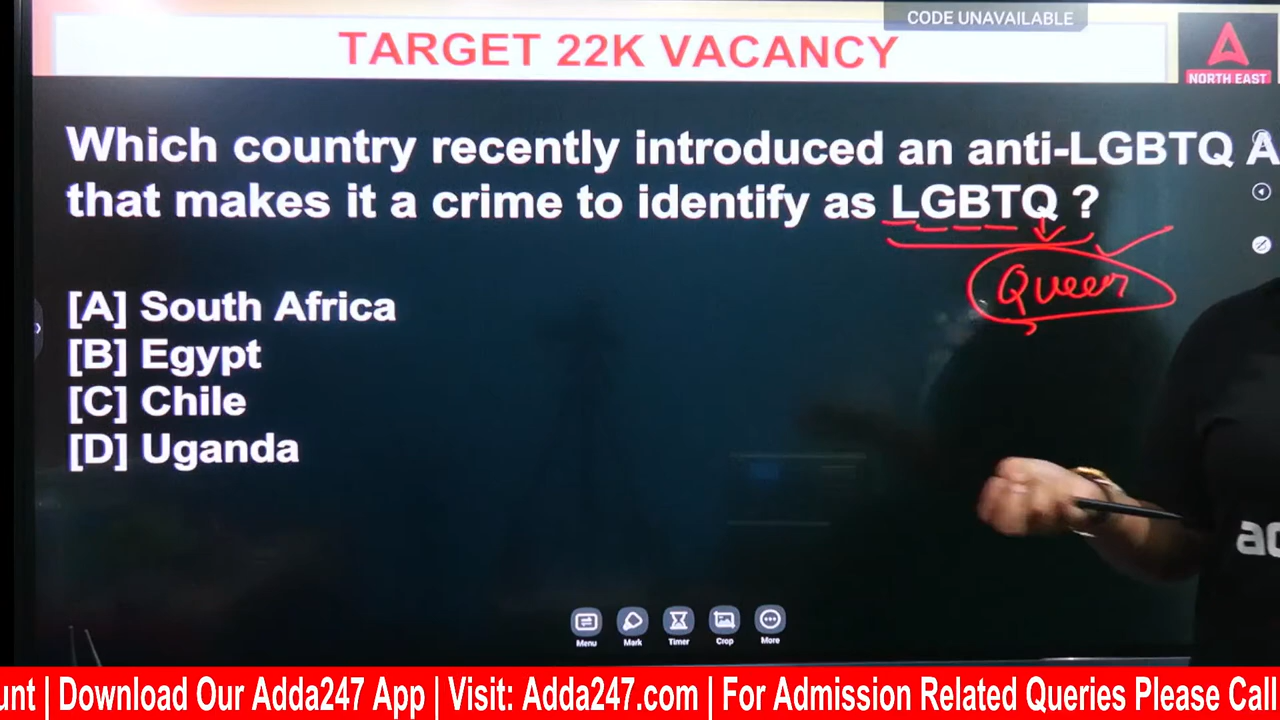 CODE UNAVAILABLE
TARGET 22K VACANCY
NORTH EAST
Which country recently introduced an anti-LGBTQ A
that makes it a crime to identify as LGBTQ ?
Queer
[A] South Africa
[B] Egypt
[C] Chile
[D] Uganda
Menu Mark Timer Crop More
unt | Download Our Adda247 App | Visit: Adda247.com | For Admission Related Queries Please Call